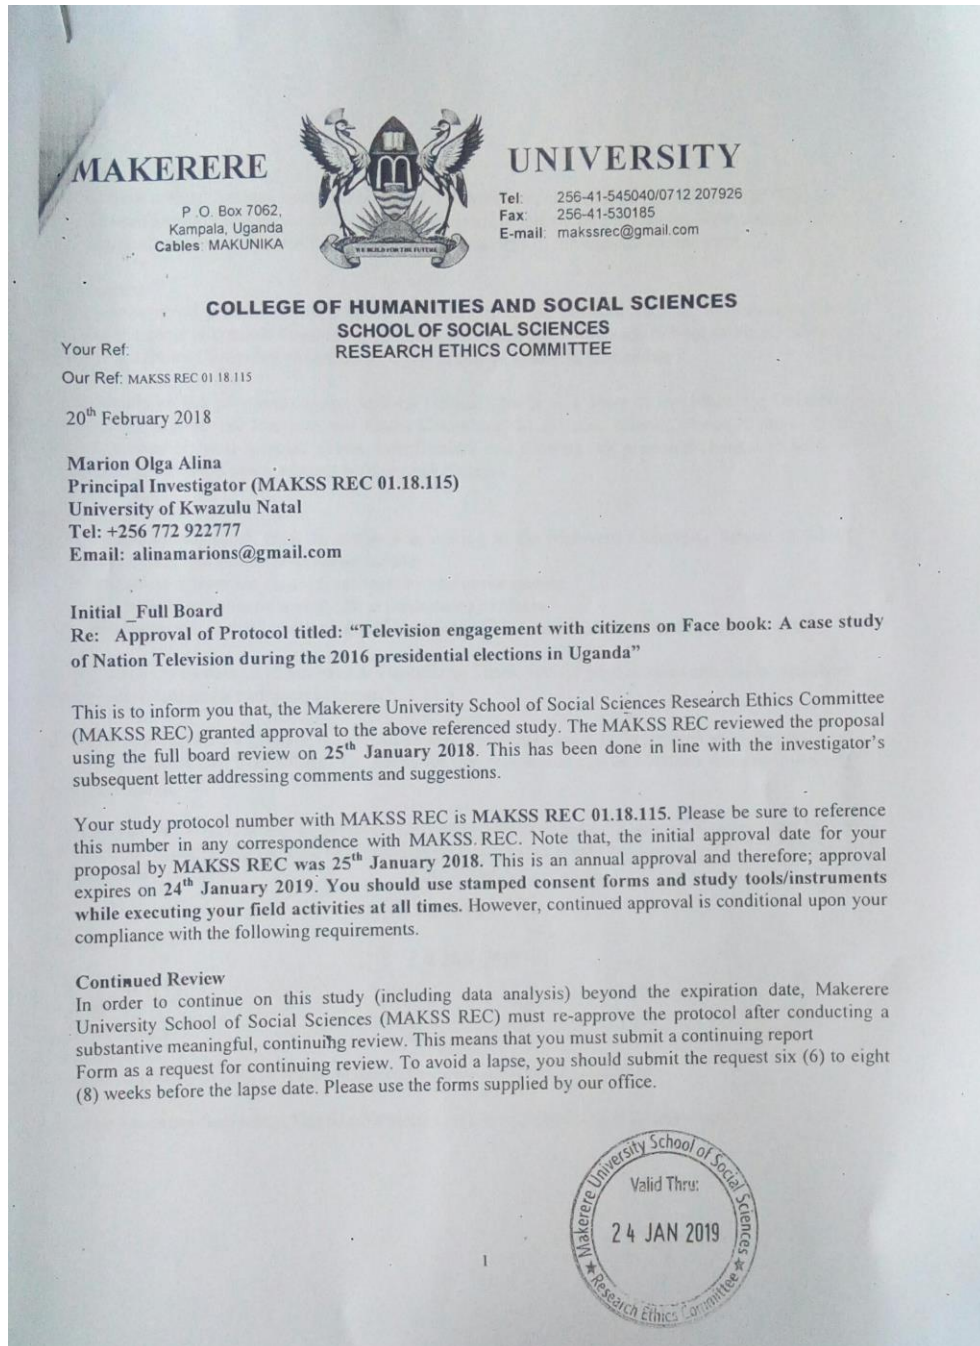 MAKERERE
UNIVERSITY
P .O. Box 7062,
Kampala, Uganda
Cables: MAKUNIKA
Tel: 256-41-545040/0712 207926
Fax: 256-41-530185
E-mail: makssrec@gmail.com
WE BUILD FOR THE FUTURE
COLLEGE OF HUMANITIES AND SOCIAL SCIENCES
SCHOOL OF SOCIAL SCIENCES
RESEARCH ETHICS COMMITTEE
Your Ref:
Our Ref: MAKSS REC 01 18.115
20th February 2018
Marion Olga Alina
Principal Investigator (MAKSS REC 01.18.115)
University of Kwazulu Natal
Tel: +256 772 922777
Email: alinamarions@gmail.com
Initial _Full Board
Re: Approval of Protocol titled: “Television engagement with citizens on Face book: A case study
of Nation Television during the 2016 presidential elections in Uganda”
This is to inform you that, the Makerere University School of Social Sciences Research Ethics Committee
(MAKSS REC) granted approval to the above referenced study. The MAKSS REC reviewed the proposal
using the full board review on 25th January 2018. This has been done in line with the investigator’s
subsequent letter addressing comments and suggestions.
Your study protocol number with MAKSS REC is MAKSS REC 01.18.115. Please be sure to reference
this number in any correspondence with MAKSS. REC. Note that, the initial approval date for your
proposal by MAKSS REC was 25th January 2018. This is an annual approval and therefore; approval
expires on 24th January 2019. You should use stamped consent forms and study tools/instruments
while executing your field activities at all times. However, continued approval is conditional upon your
compliance with the following requirements.
Continued Review
In order to continue on this study (including data analysis) beyond the expiration date, Makerere
University School of Social Sciences (MAKSS REC) must re-approve the protocol after conducting a
substantive meaningful, continuing review. This means that you must submit a continuing report
Form as a request for continuing review. To avoid a lapse, you should submit the request six (6) to eight
(8) weeks before the lapse date. Please use the forms supplied by our office.
Makerere University School of Social Sciences
Valid Thru:
24 JAN 2019
★ Research Ethics Committee ★
1